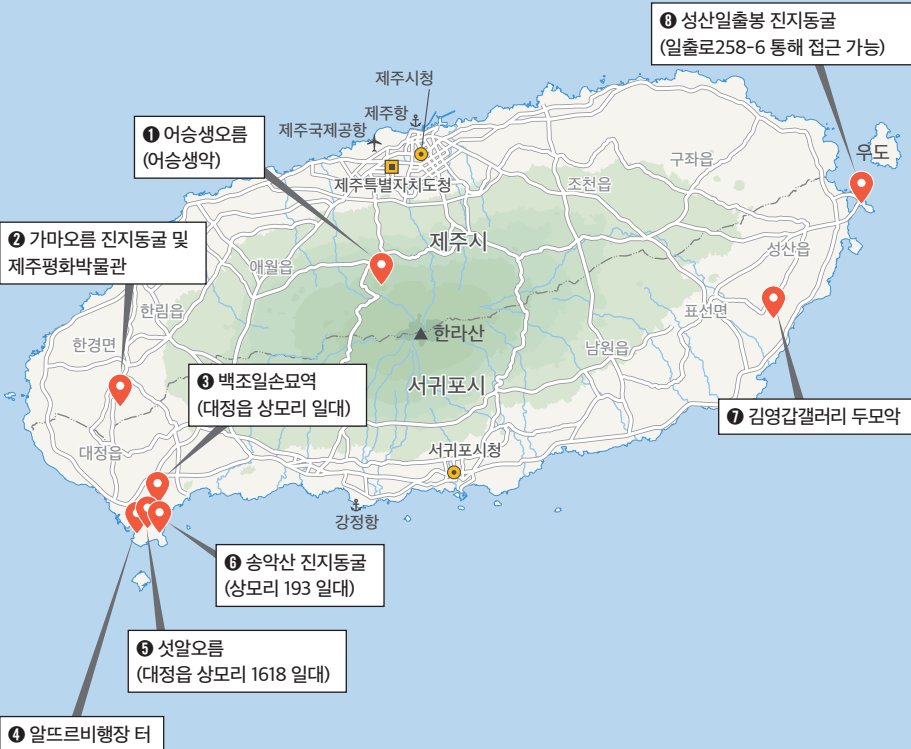 ❽ 성산일출봉 진지동굴
(일출로258-6 통해 접근 가능)
제주시청
제주항
제주국제공항
❶ 어승생오름
(어승생악)
제주특별자치도청
구좌읍
우도
조천읍
❷ 가마오름 진지동굴 및
제주평화박물관
제주시
애월읍
성산읍
한림읍
표선면
한라산
한경면
남원읍
❸ 백조일손묘역
(대정읍 상모리 일대)
서귀포시
❼ 김영갑갤러리 두모악
대정읍
서귀포시청
강정항
❻ 송악산 진지동굴
(상모리 193 일대)
❺ 섯알오름
(대정읍 상모리 1618 일대)
❹ 알뜨르비행장 터